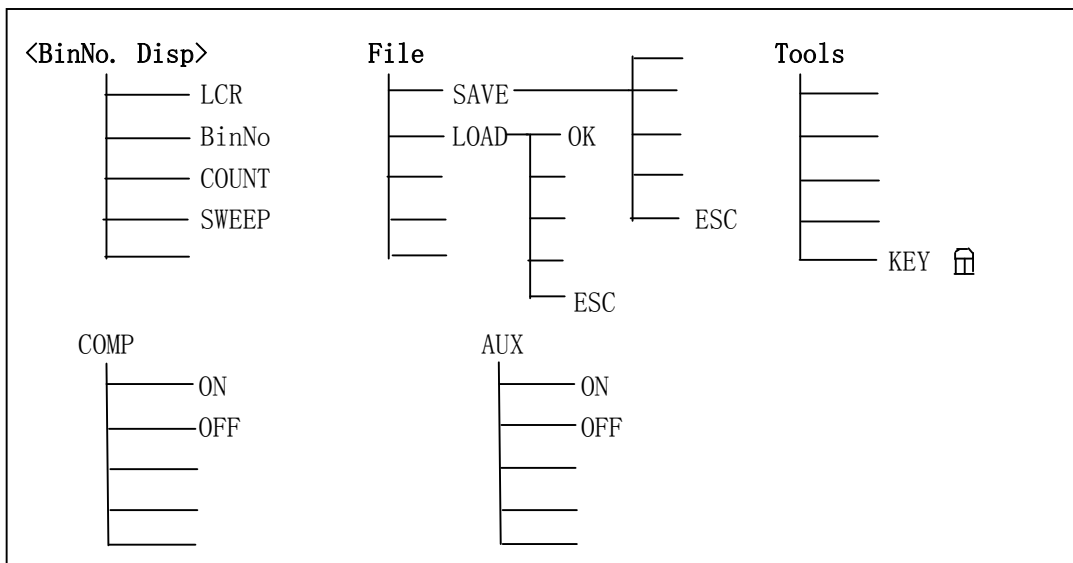 <BinNo. Disp>
LCR
BinNo
COUNT
SWEEP
File
SAVE
LOAD
OK
ESC
ESC
Tools
KEY
COMP
ON
OFF
AUX
ON
OFF